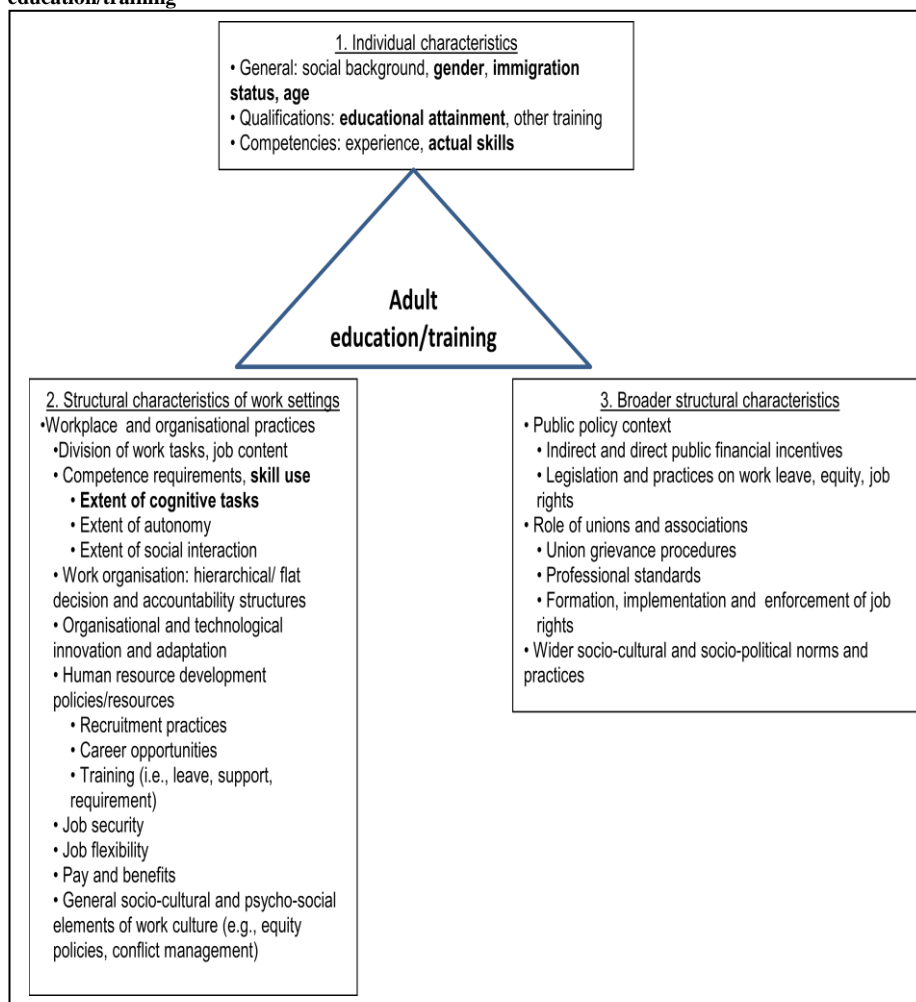 education/training
1. Individual characteristics
• General: social background, gender, immigration
status, age
• Qualifications: educational attainment, other training
• Competencies: experience, actual skills
Adult
education/training
2. Structural characteristics of work settings
•Workplace and organisational practices
•Division of work tasks, job content
• Competence requirements, skill use
• Extent of cognitive tasks
• Extent of autonomy
• Extent of social interaction
• Work organisation: hierarchical/ flat
decision and accountability structures
• Organisational and technological
innovation and adaptation
• Human resource development
policies/resources
• Recruitment practices
• Career opportunities
• Training (i.e., leave, support,
requirement)
• Job security
• Job flexibility
• Pay and benefits
• General socio-cultural and psycho-social
elements of work culture (e.g., equity
policies, conflict management)
3. Broader structural characteristics
• Public policy context
• Indirect and direct public financial incentives
• Legislation and practices on work leave, equity, job
rights
• Role of unions and associations
• Union grievance procedures
• Professional standards
• Formation, implementation and enforcement of job
rights
• Wider socio-cultural and socio-political norms and
practices